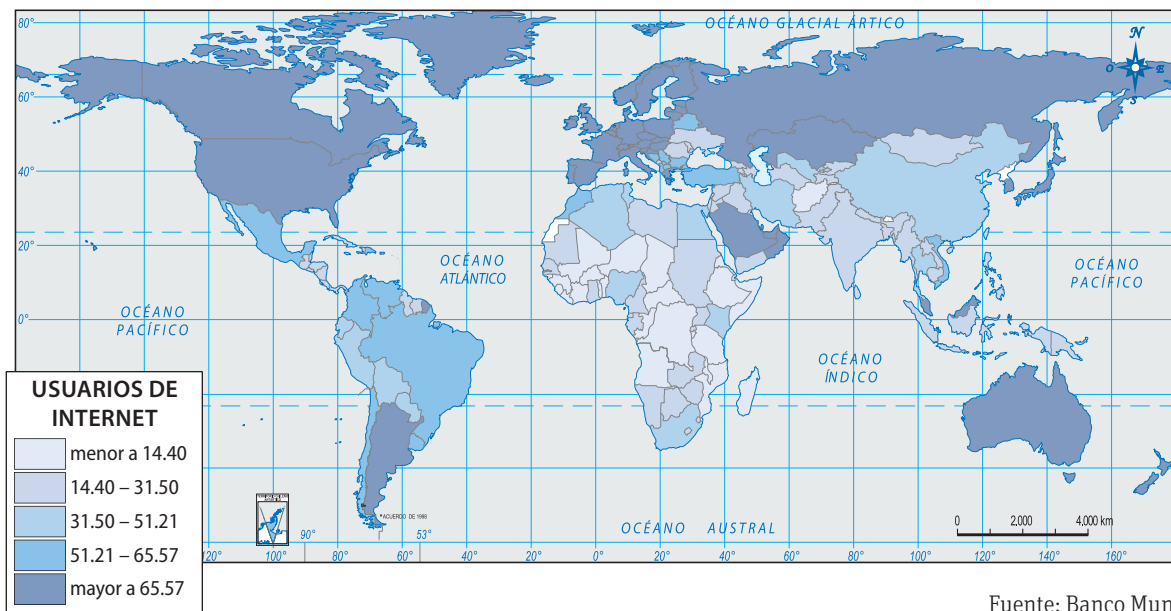 80°
OCÉANO GLACIAL ÁRTICO
N
O
E
S
60°
40°
20°
OCÉANO
ATLÁNTICO
OCÉANO
PACÍFICO
0°
OCÉANO
PACÍFICO
OCÉANO
ÍNDICO
USUARIOS DE
INTERNET
menor a 14.40
14.40 – 31.50
31.50 – 51.21
51.21 – 65.57
mayor a 65.57
*ACUERDO DE 1998
90°
53°
OCÉANO AUSTRAL
0 2,000 4,000 km
120° 100° 80° 60° 40° 20° 0° 20° 40° 60° 80° 100° 120° 140° 160°
Fuente: Banco Mun